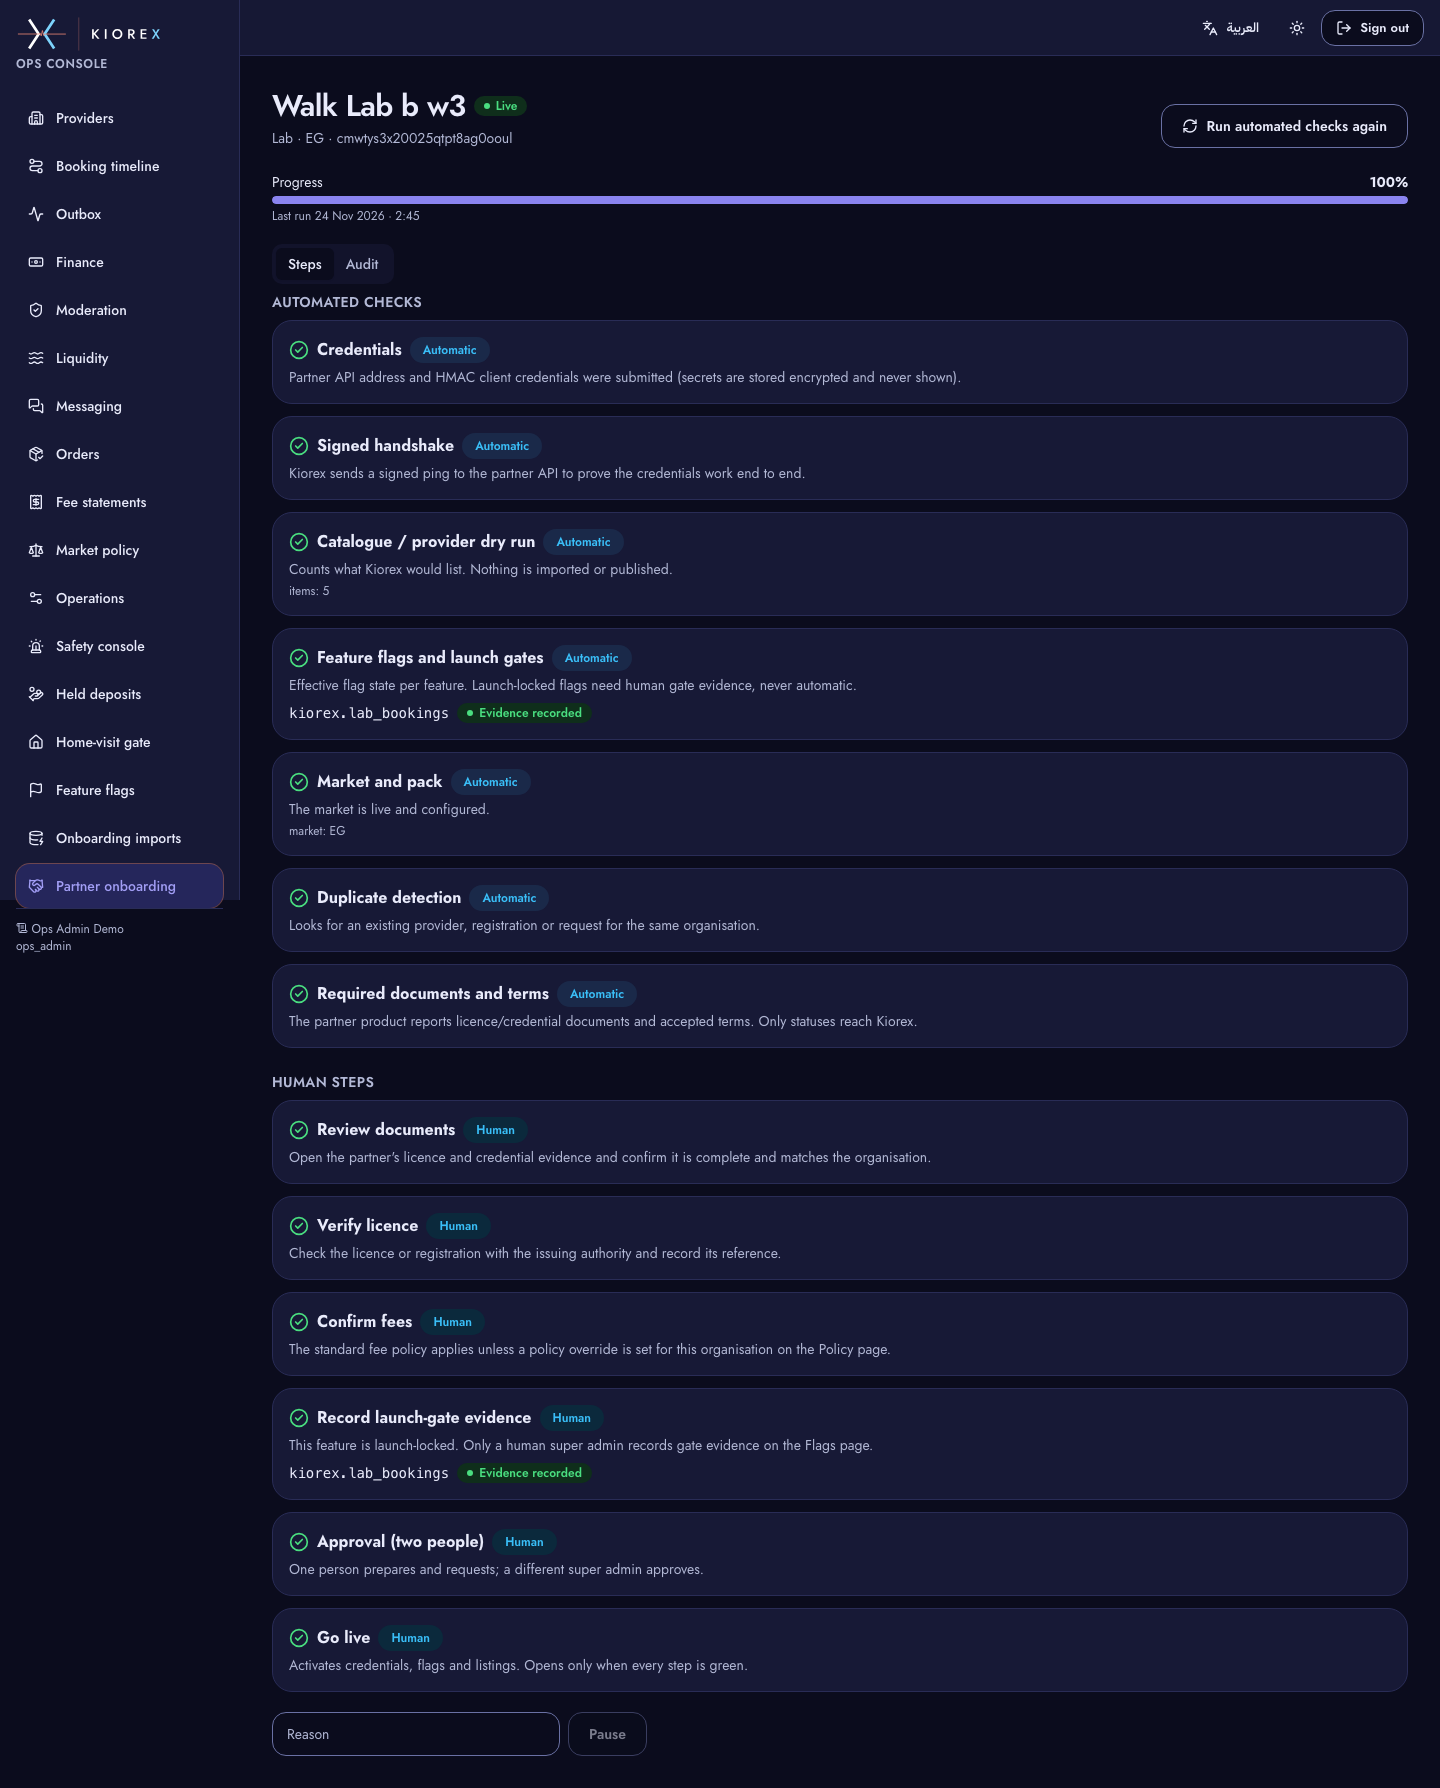 KIOREX
OPS CONSOLE
Providers
Booking timeline
Outbox
Finance
Moderation
Liquidity
Messaging
Orders
Fee statements
Market policy
Operations
Safety console
Held deposits
Home-visit gate
Feature flags
Onboarding imports
Partner onboarding
Ops Admin Demo
ops_admin
العربية
Sign out
Walk Lab b w3
Live
Lab · EG · cmwtys3x20025qtpt8ag0ooul
Run automated checks again
Progress
100%
Last run 24 Nov 2026 · 2:45
Steps
Audit
AUTOMATED CHECKS
Credentials
Automatic
Partner API address and HMAC client credentials were submitted (secrets are stored encrypted and never shown).
Signed handshake
Automatic
Kiorex sends a signed ping to the partner API to prove the credentials work end to end.
Catalogue / provider dry run
Automatic
Counts what Kiorex would list. Nothing is imported or published.
items: 5
Feature flags and launch gates
Automatic
Effective flag state per feature. Launch-locked flags need human gate evidence, never automatic.
kiorex.lab_bookings
Evidence recorded
Market and pack
Automatic
The market is live and configured.
market: EG
Duplicate detection
Automatic
Looks for an existing provider, registration or request for the same organisation.
Required documents and terms
Automatic
The partner product reports licence/credential documents and accepted terms. Only statuses reach Kiorex.
HUMAN STEPS
Review documents
Human
Open the partner's licence and credential evidence and confirm it is complete and matches the organisation.
Verify licence
Human
Check the licence or registration with the issuing authority and record its reference.
Confirm fees
Human
The standard fee policy applies unless a policy override is set for this organisation on the Policy page.
Record launch-gate evidence
Human
This feature is launch-locked. Only a human super admin records gate evidence on the Flags page.
kiorex.lab_bookings
Evidence recorded
Approval (two people)
Human
One person prepares and requests; a different super admin approves.
Go live
Human
Activates credentials, flags and listings. Opens only when every step is green.
Reason
Pause